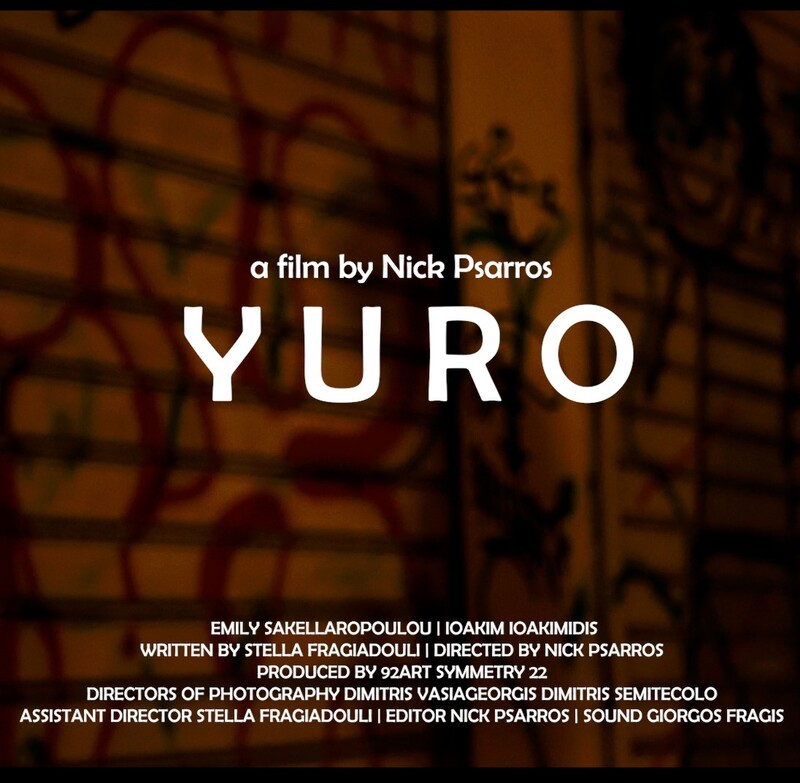 a film by Nick Psarros
YURO
EMILY SAKELLAROPOULOU | IOAKIM IOAKIMIDIS
WRITTEN BY STELLA FRAGIADOULI | DIRECTED BY NICK PSARROS
PRODUCED BY 92ART SYMMETRY 22
DIRECTORS OF PHOTOGRAPHY DIMITRIS VASIAGEORGIS DIMITRIS SEMITECOLO
ASSISTANT DIRECTOR STELLA FRAGIADOULI | EDITOR NICK PSARROS | SOUND GIORGOS FRAGIS